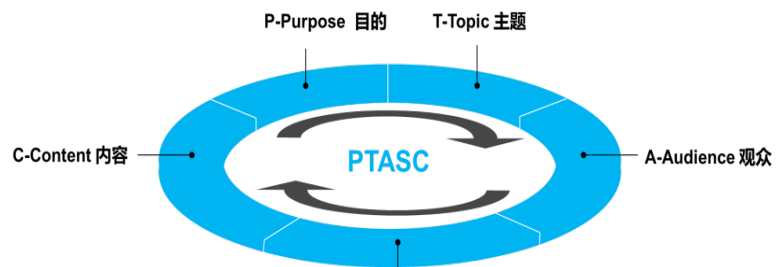 P-Purpose 目的
T-Topic 主题
C-Content 内容
PTASC
A-Audience 观众